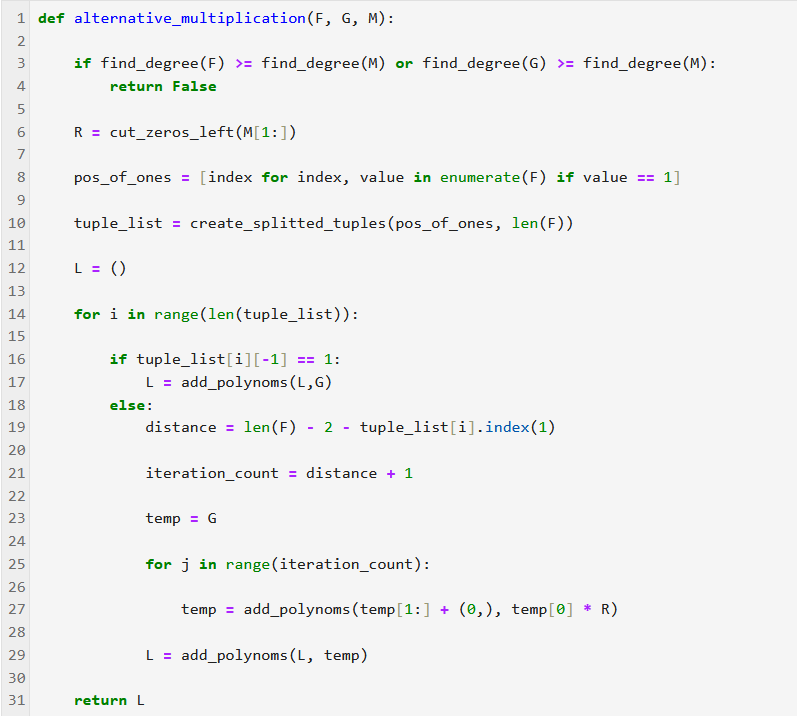 1 def alternative_multiplication(F, G, M):
2
3     if find_degree(F) >= find_degree(M) or find_degree(G) >= find_degree(M):
4         return False
5
6     R = cut_zeros_left(M[1:])
7
8     pos_of_ones = [index for index, value in enumerate(F) if value == 1]
9
10     tuple_list = create_splitted_tuples(pos_of_ones, len(F))
11
12     L = ()
13
14     for i in range(len(tuple_list)):
15
16         if tuple_list[i][-1] == 1:
17             L = add_polynoms(L,G)
18         else:
19             distance = len(F) - 2 - tuple_list[i].index(1)
20
21             iteration_count = distance + 1
22
23             temp = G
24
25             for j in range(iteration_count):
26
27                 temp = add_polynoms(temp[1:] + (0,), temp[0] * R)
28
29             L = add_polynoms(L, temp)
30
31     return L